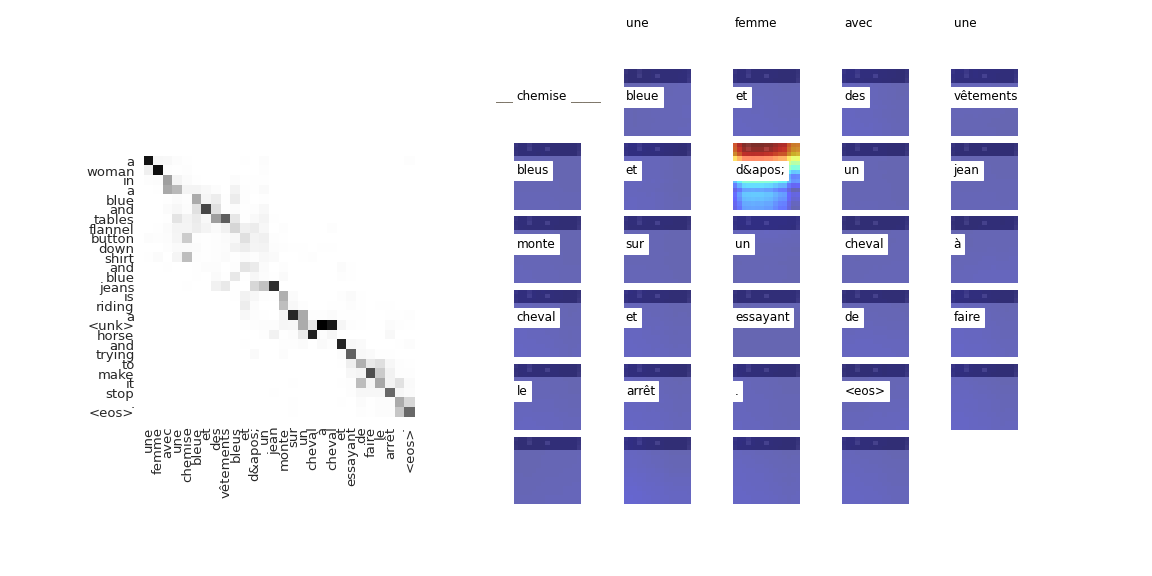 une femme avec une
chemise bleue et des vêtements
bleus et d&apos; un jean
monte sur un cheval à
cheval et essayant de faire
le arrêt . <eos>
a
woman
in
a
blue
and
tables
flannel
button
down
shirt
and
blue
jeans
is
riding
a
<unk>
horse
and
trying
to
make
it
stop
.
<eos>
une
femme
avec
une
chemise
bleue
et
des
vêtements
bleus
et
d&apos;
un
jean
monte
sur
un
cheval
à
cheval
et
essayant
de
faire
le
arrêt
.
<eos>